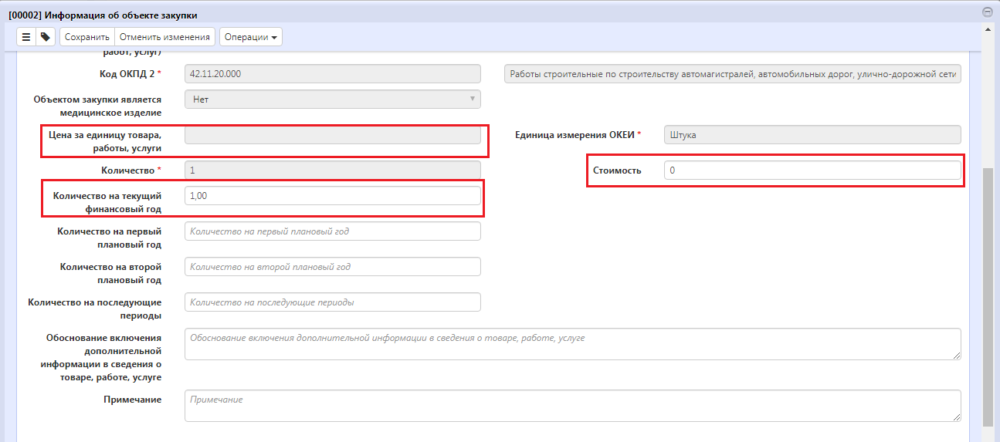 [00002] Информация об объекте закупки
Сохранить Отменить изменения Операции
работ, услуг)
Код ОКПД 2 * 42.11.20.000 Работы строительные по строительству автомагистралей, автомобильных дорог, улично-дорожной сети
Объектом закупки является
медицинское изделие
Нет
Цена за единицу товара,
работы, услуги
Единица измерения ОКЕИ * Штука
Количество * 1
Стоимость 0
Количество на текущий
финансовый год
1,00
Количество на первый
плановый год
Количество на первый плановый год
Количество на второй
плановый год
Количество на второй плановый год
Количество на последующие
периоды
Количество на последующие периоды
Обоснование включения
дополнительной
информации в сведения о
товаре, работе, услуге
Обоснование включения дополнительной информации в сведения о товаре, работе, услуге
Примечание
Примечание